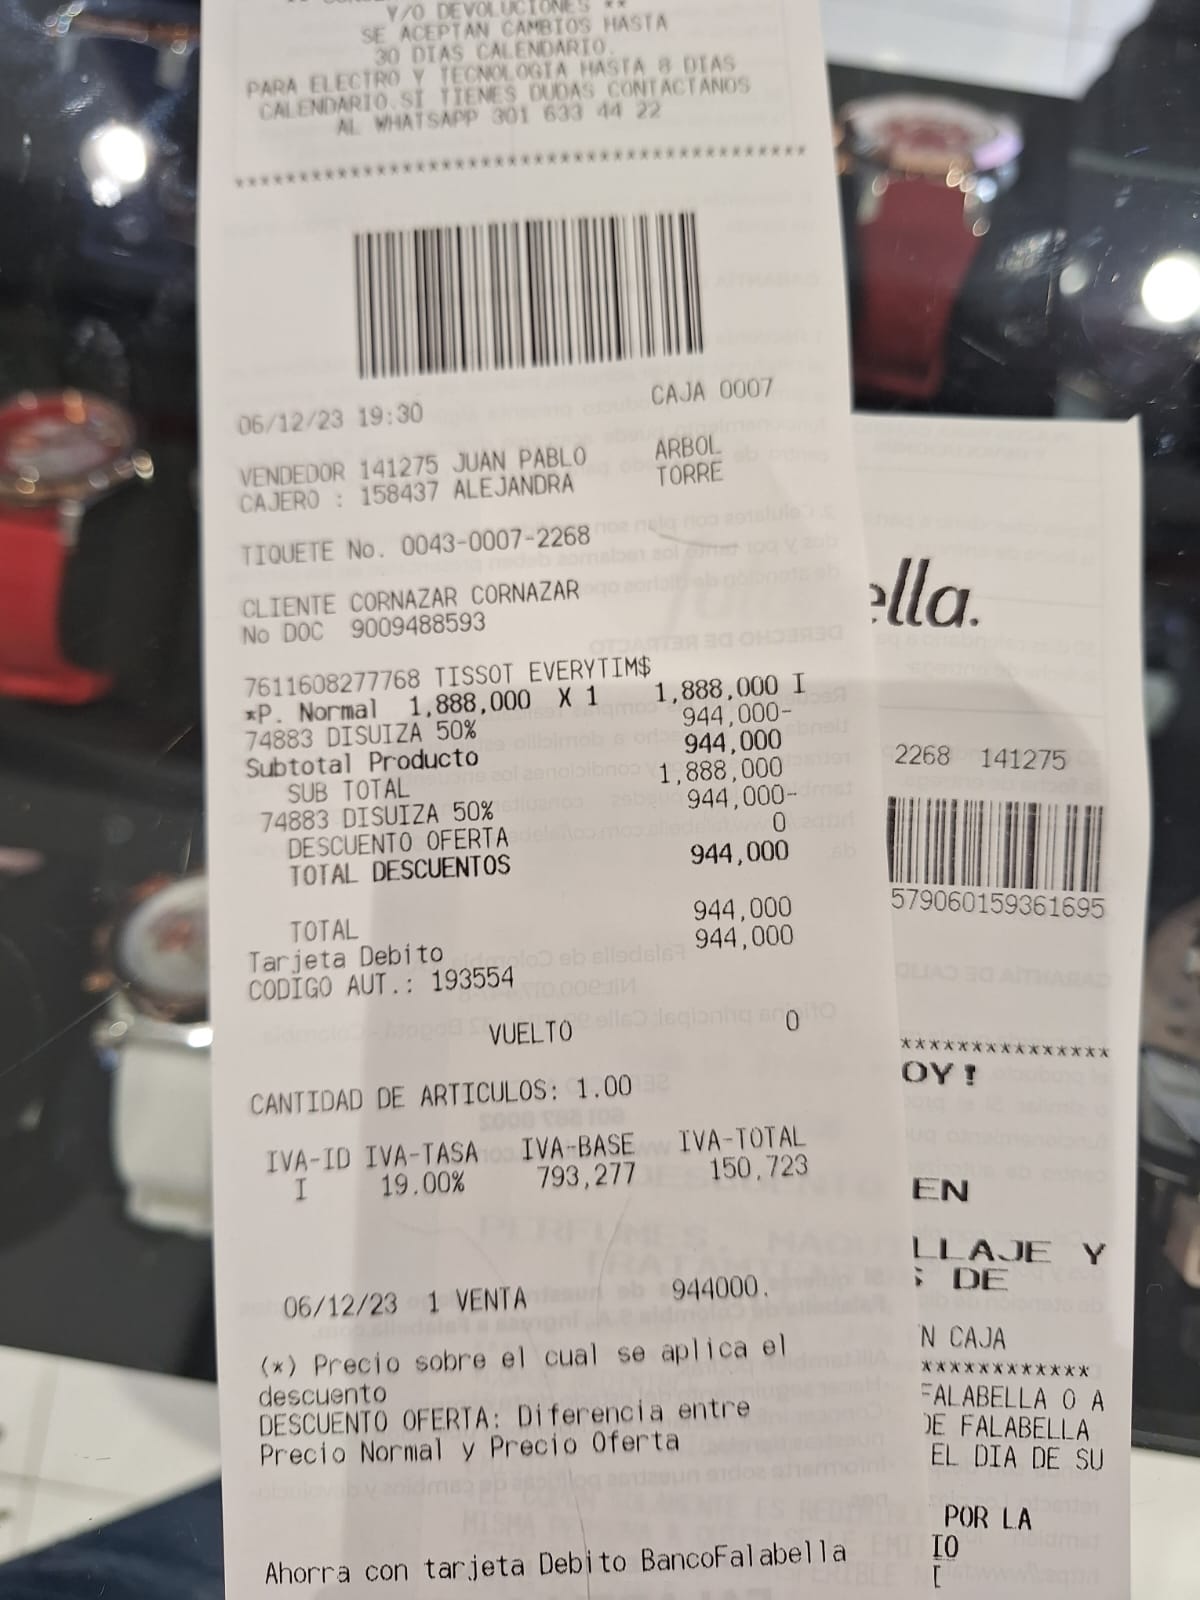 Y/O DEVOLUCIONES **
SE ACEPTAN CAMBIOS HASTA
30 DIAS CALENDARIO.
PARA ELECTRO Y TECNOLOGIA HASTA 8 DIAS
CALENDARIO.SI TIENES DUDAS CONTACTANOS
AL WHATSAPP 301 633 44 22
****************************************
06/12/23 19:30 CAJA 0007
VENDEDOR 141275 JUAN PABLO ARBOL
CAJERO : 158437 ALEJANDRA TORRE
TIQUETE No. 0043-0007-2268
CLIENTE CORNAZAR CORNAZAR
No DOC 9009488593
7611608277768 TISSOT EVERYTIM$
*P. Normal 1,888,000 X 1 1,888,000 I
74883 DISUIZA 50% 944,000-
Subtotal Producto 944,000
SUB TOTAL 1,888,000
74883 DISUIZA 50% 944,000-
DESCUENTO OFERTA 0
TOTAL DESCUENTOS 944,000
TOTAL 944,000
Tarjeta Debito 944,000
CODIGO AUT.: 193554
VUELTO 0
CANTIDAD DE ARTICULOS: 1.00
IVA-ID IVA-TASA IVA-BASE IVA-TOTAL
I 19.00% 793,277 150,723
06/12/23 1 VENTA 944000.
(*) Precio sobre el cual se aplica el
descuento
DESCUENTO OFERTA: Diferencia entre
Precio Normal y Precio Oferta
Ahorra con tarjeta Debito BancoFalabella
ella.
2268 141275
579060159361695
***************
OY!
EN
LLAJE Y
DE
N CAJA
************
FALABELLA O A
DE FALABELLA
EL DIA DE SU
POR LA
IO